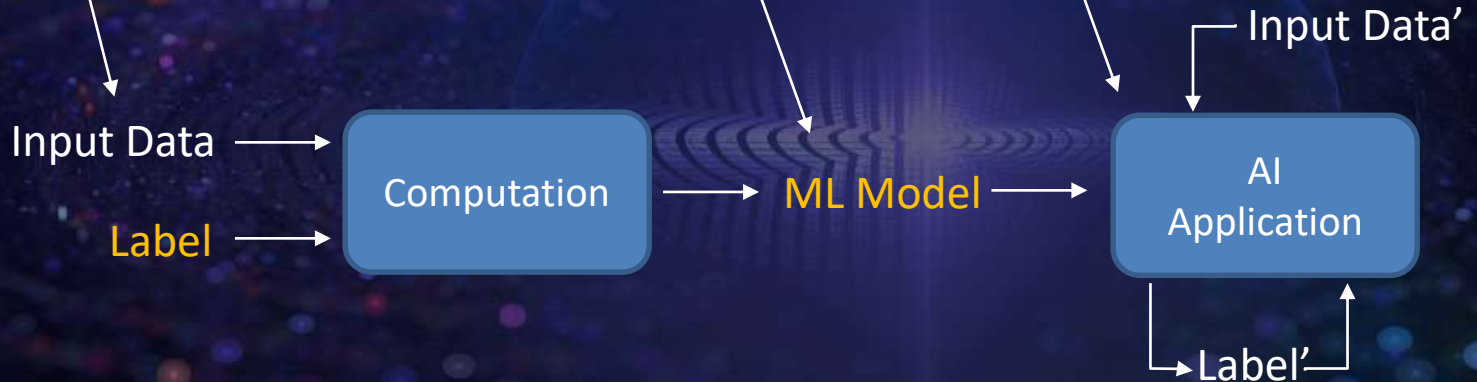 Input Data’
Input Data
Label
Computation
ML Model
AI
Application
Label’